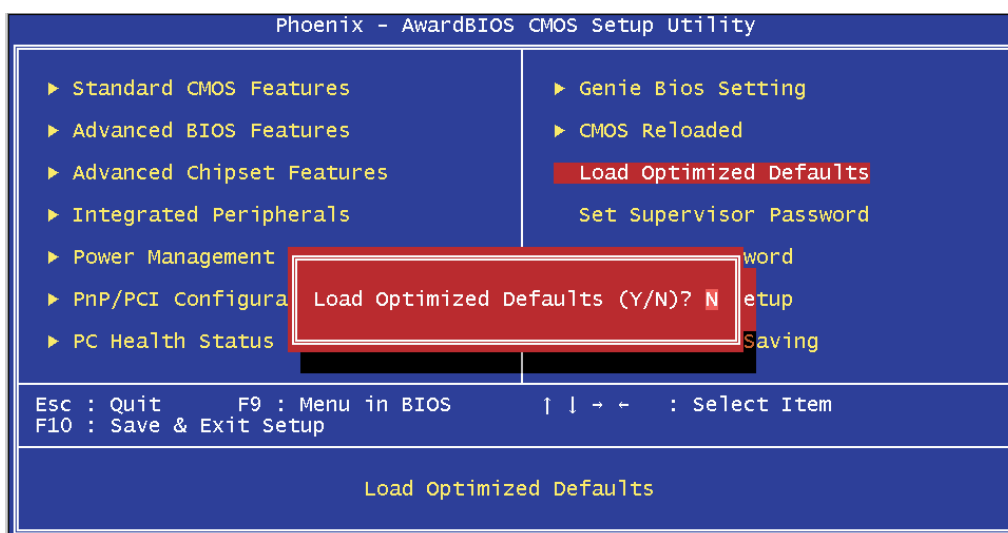 Phoenix – AwardBIOS CMOS Setup Utility
▶ Standard CMOS Features
▶ Advanced BIOS Features
▶ Advanced Chipset Features
▶ Integrated Peripherals
▶ Power Management
▶ PnP/PCI Configura
▶ PC Health Status
▶ Genie Bios Setting
▶ CMOS Reloaded
Load Optimized Defaults
Set Supervisor Password
word
etup
Saving
Load Optimized Defaults (Y/N)? N
Esc : Quit F9 : Menu in BIOS ↑ ↓ → ← : Select Item
F10 : Save & Exit Setup
Load Optimized Defaults